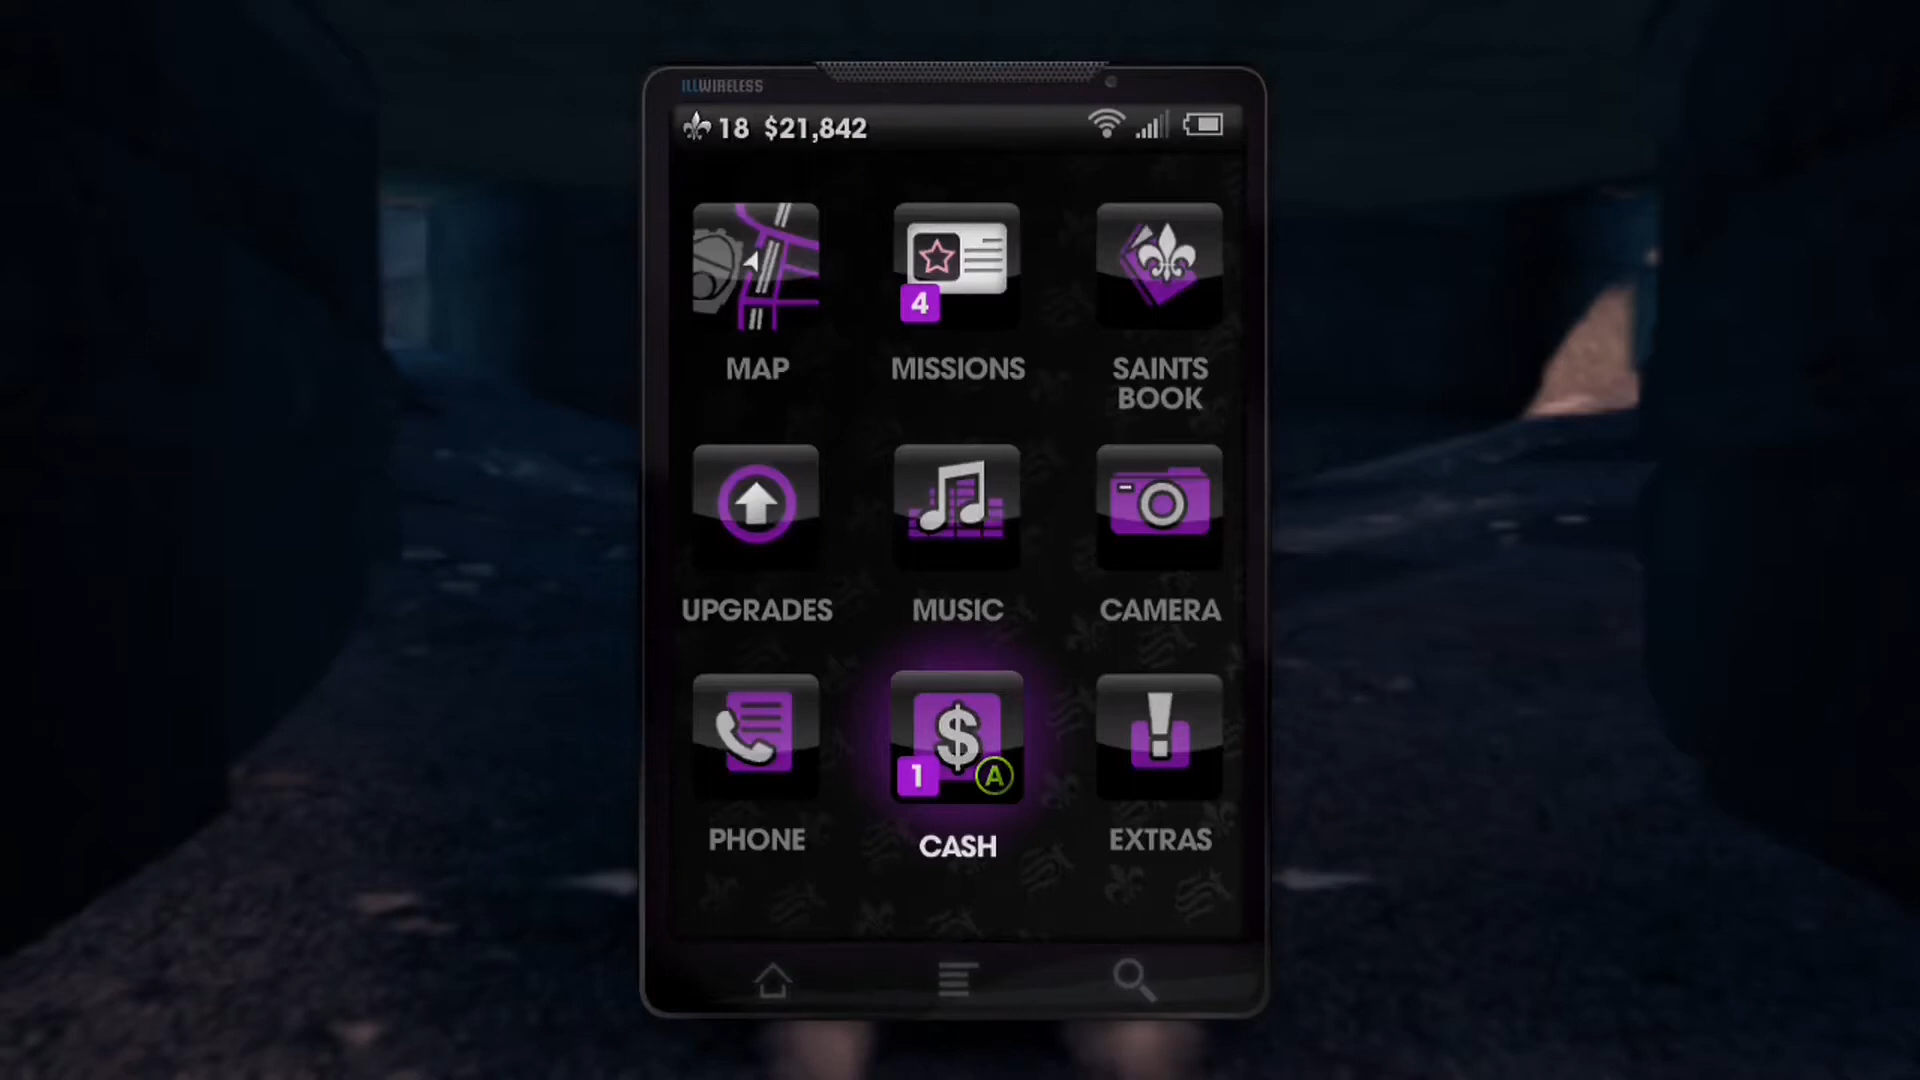 ILLWIRELESS
18 $21,842
4
MAP MISSIONS SAINTS
BOOK
UPGRADES MUSIC CAMERA
$
1 A
PHONE CASH EXTRAS